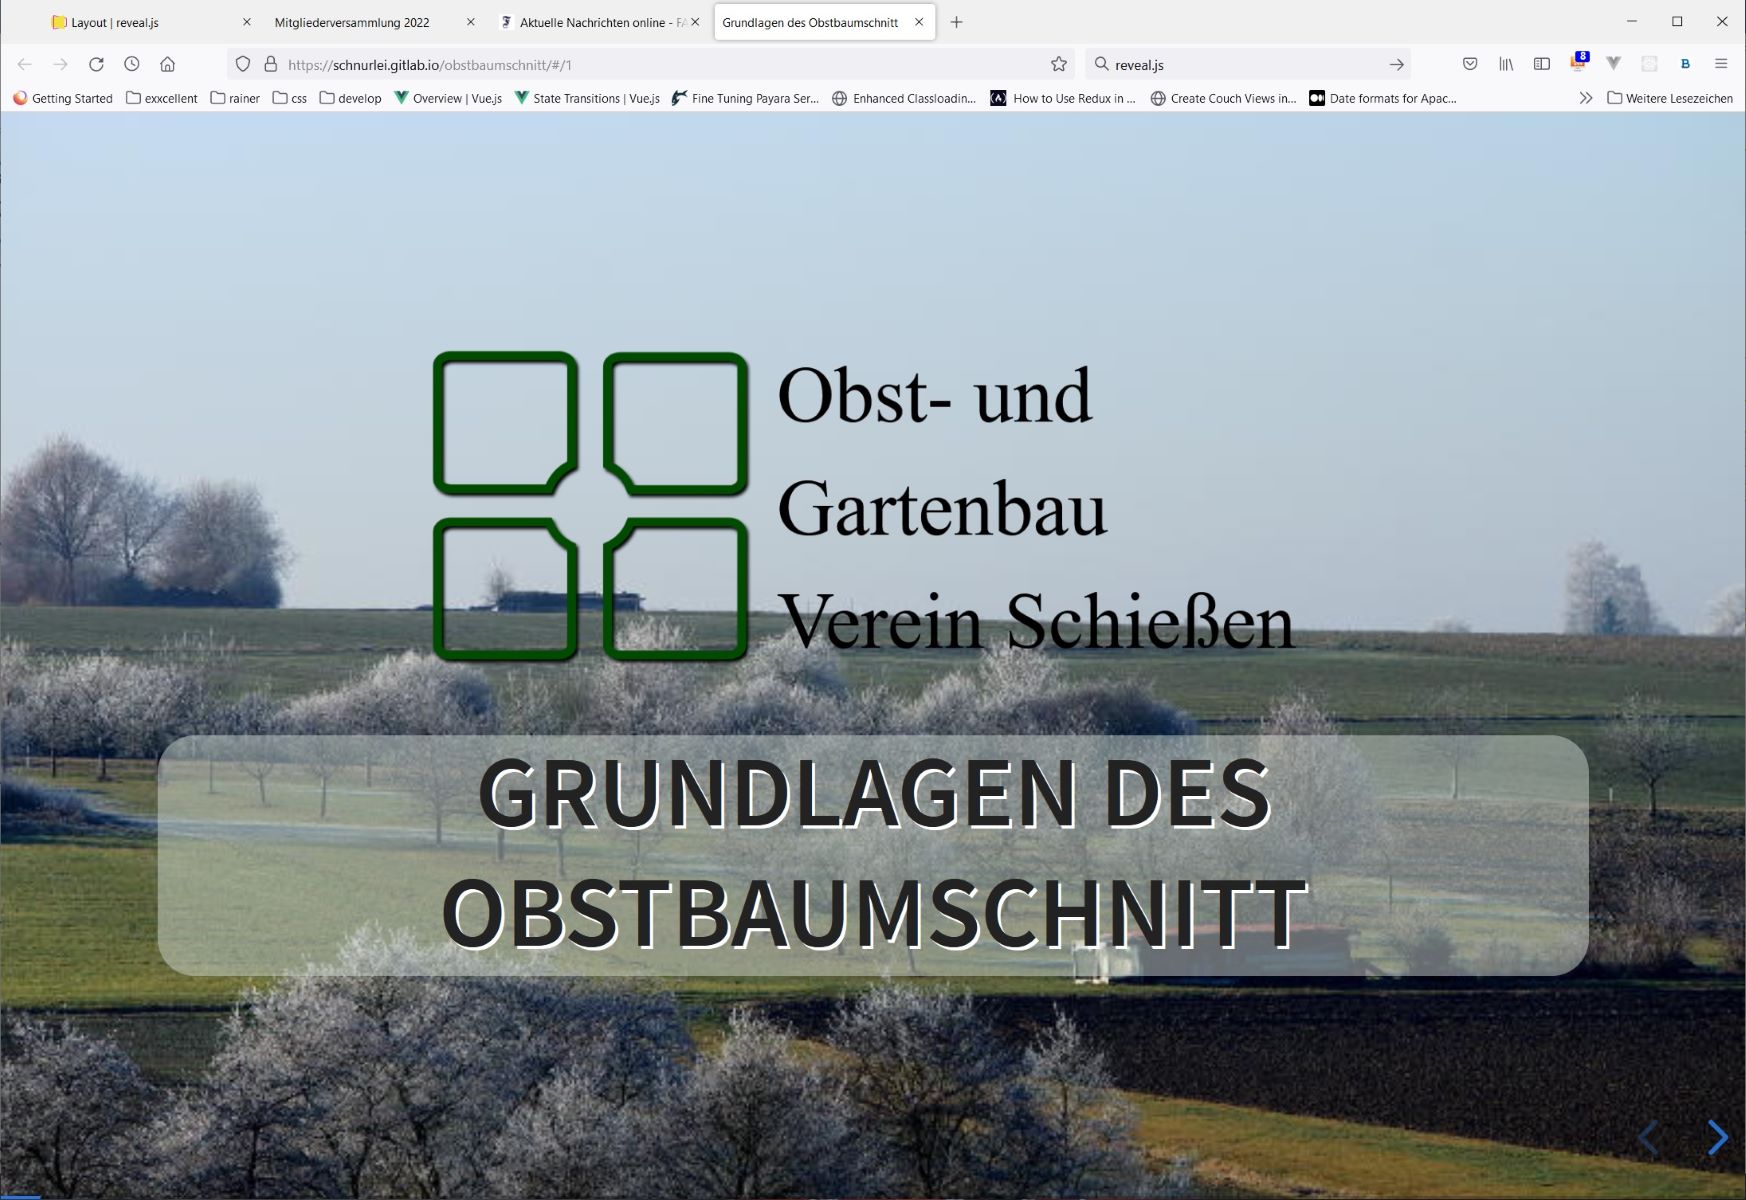 Layout | reveal.js
Mitgliederversammlung 2022
Aktuelle Nachrichten online - FA
Grundlagen des Obstbaumschnitt
https://schnurlei.gitlab.io/obstbaumschnitt/#/1
reveal.js
8
B
Getting Started
exxcellent
rainer
css
develop
Overview | Vue.js
State Transitions | Vue.js
Fine Tuning Payara Ser...
Enhanced Classloadin...
How to Use Redux in ...
Create Couch Views in...
Date formats for Apac...
Weitere Lesezeichen
Obst- und
Gartenbau
Verein Schießen
GRUNDLAGEN DES
OBSTBAUMSCHNITT